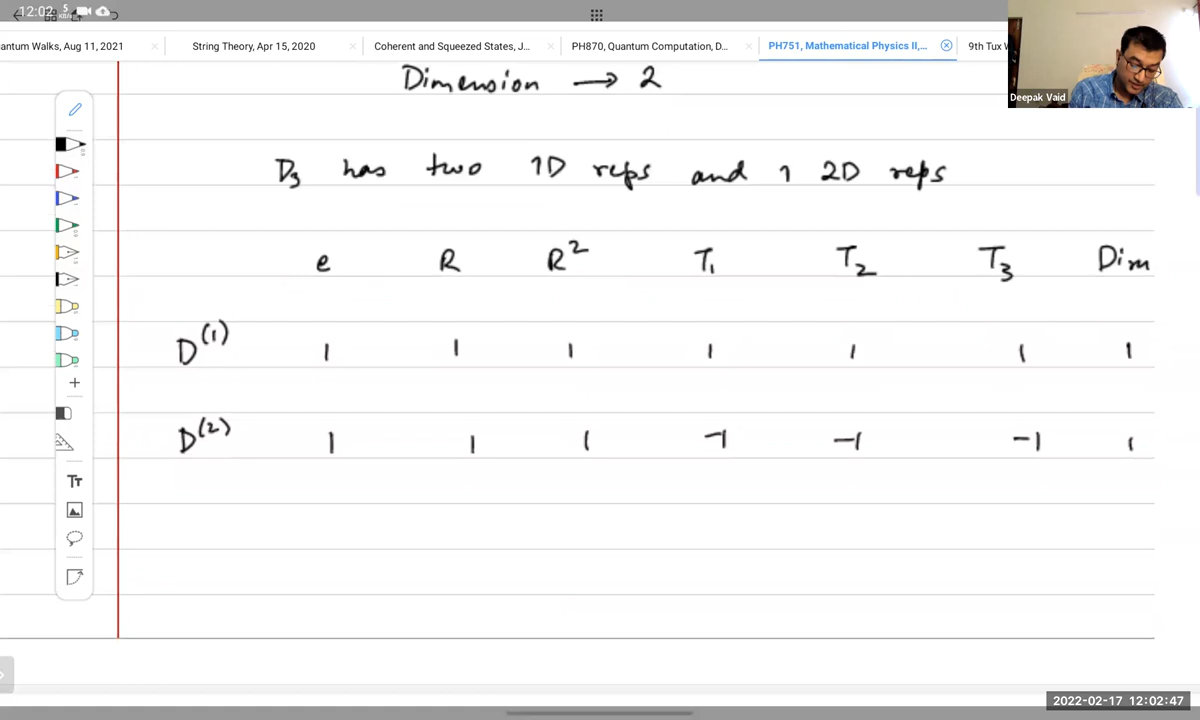 12:02 5 KB/s
antum Walks, Aug 11, 2021 × String Theory, Apr 15, 2020 × Coherent and Squeezed States, J... × PH870, Quantum Computation, D... × PH751, Mathematical Physics II,... 9th Tux
Deepak Vaid
Dimension → 2
D₃ has two 1D reps and 1 2D reps
e R R² T₁ T₂ T₃ Dim
D⁽¹⁾ 1 1 1 1 1 1 1
D⁽²⁾ 1 1 1 -1 -1 -1 1
TT
2022-02-17 12:02:47